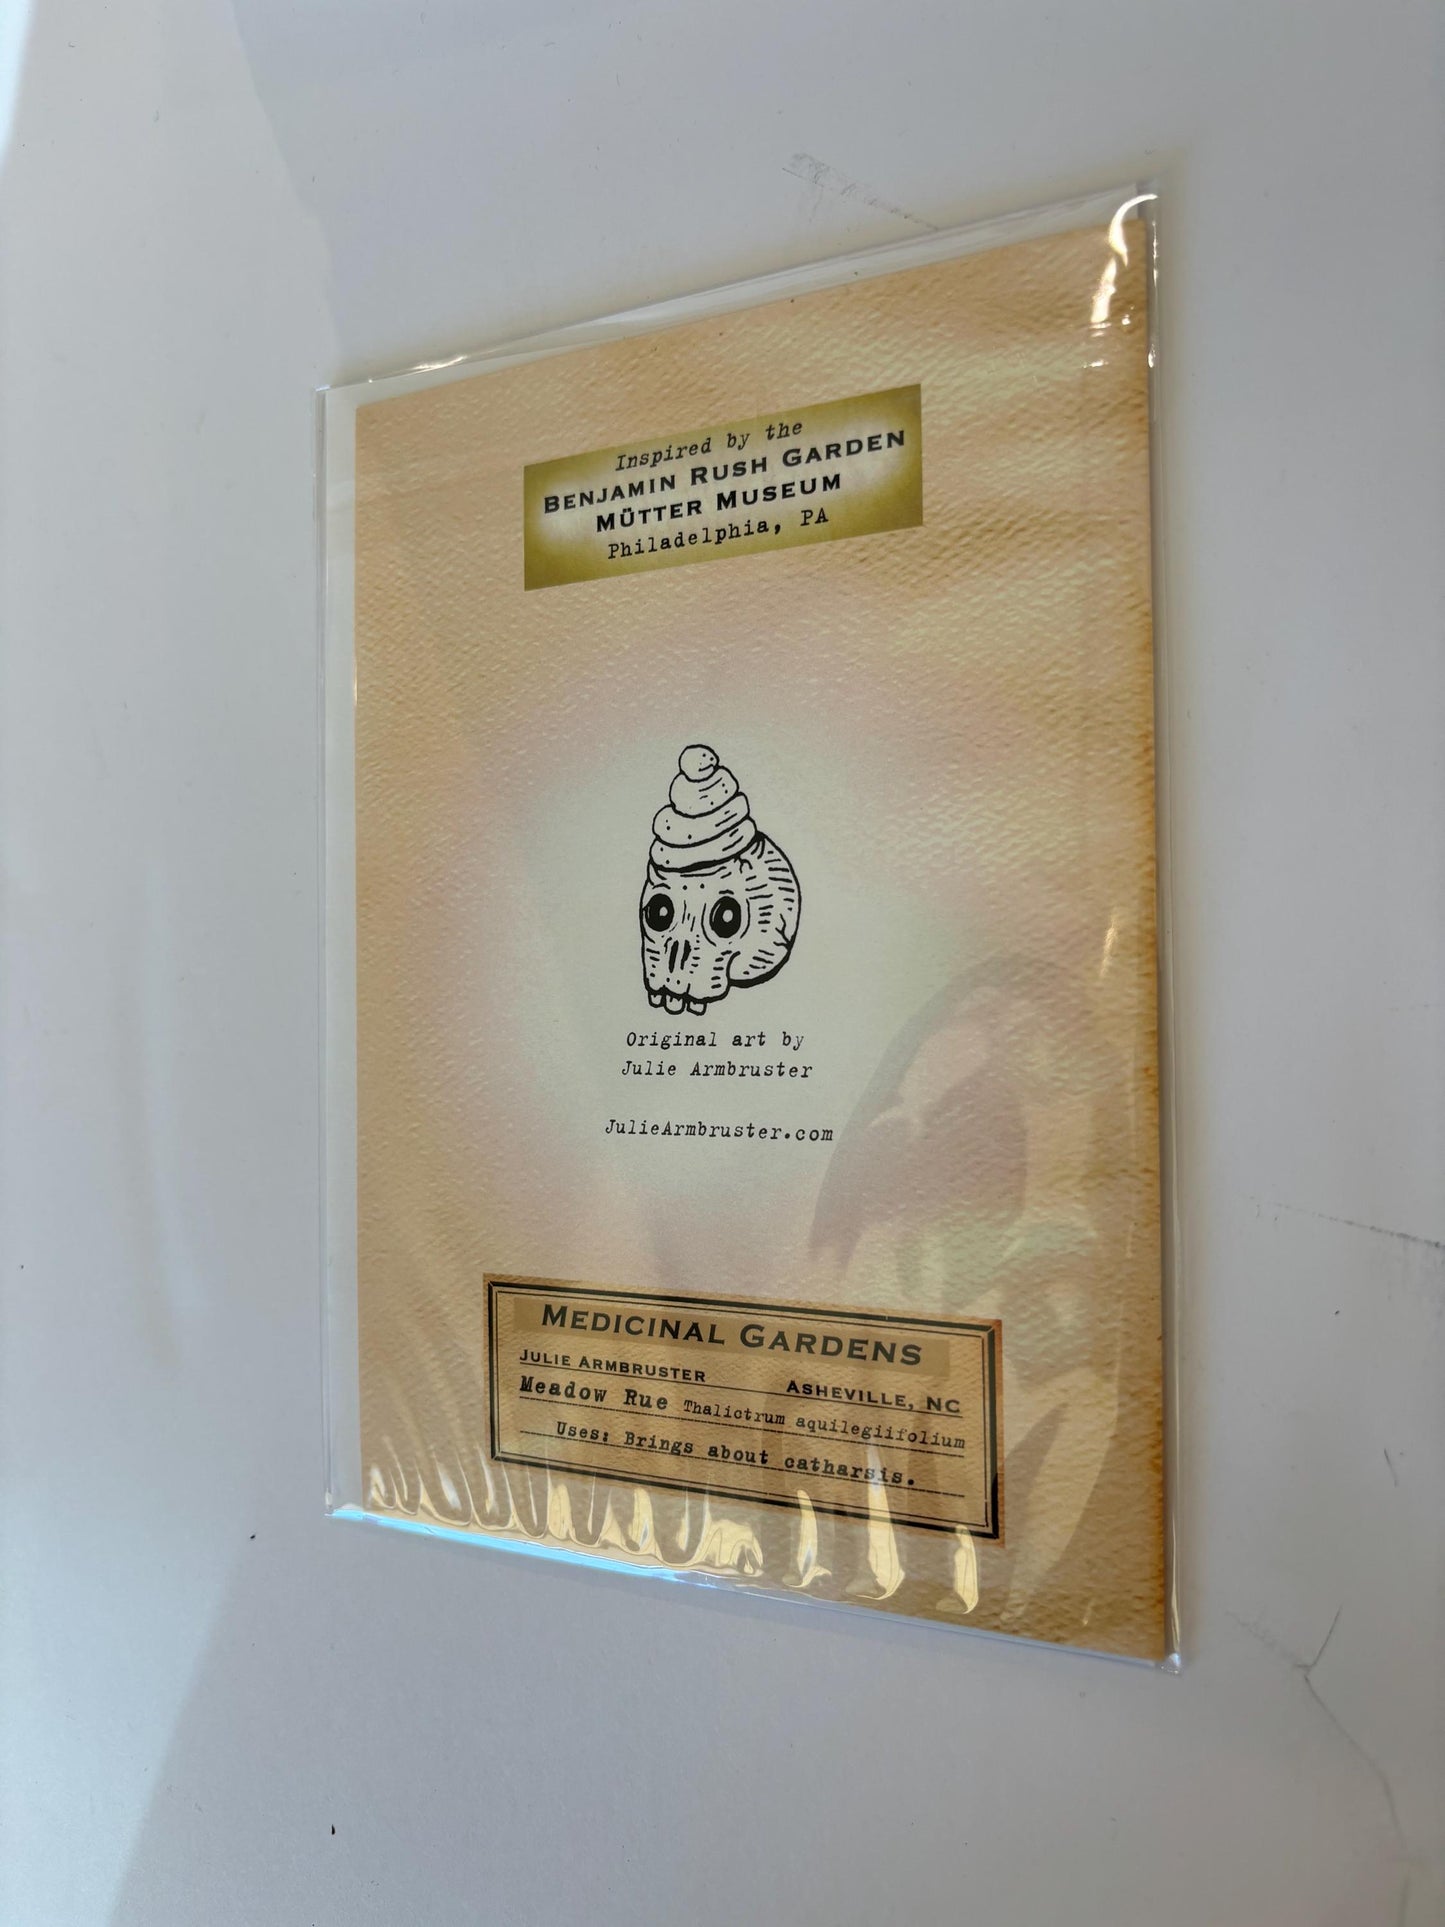 Inspired by the
BENJAMIN RUSH GARDEN
MÜTTER MUSEUM
Philadelphia, PA
Original art by
Julie Armbruster
JulieArmbruster.com
MEDICINAL GARDENS
JULIE ARMBRUSTER ASHEVILLE, NC
Meadow Rue Thalictrum aquilegiifolium
Uses: Brings about catharsis.